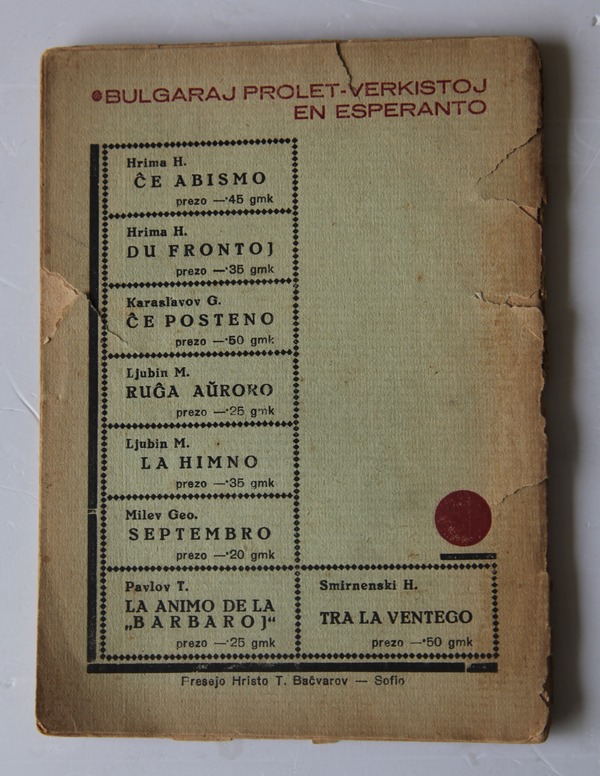 BULGARAJ PROLET-VERKISTOJ
EN ESPERANTO
Hrima H.
ĈE ABISMO
prezo —·45 gmk
Hrima H.
DU FRONTOJ
prezo —·35 gmk
Karaslavov G.
ĈE POSTENO
prezo —·50 gmk
Ljubin M.
RUĜA AŬRORO
prezo —·25 gmk
Ljubin M.
LA HIMNO
prezo —·35 gmk
Milev Geo.
SEPTEMBRO
prezo —·20 gmk
Pavlov T.
LA ANIMO DE LA
„BARBAROJ“
prezo —·25 gmk
Smirnenski H.
TRA LA VENTEGO
prezo —·50 gmk
Presejo Hristo T. Bačvarov — Sofio